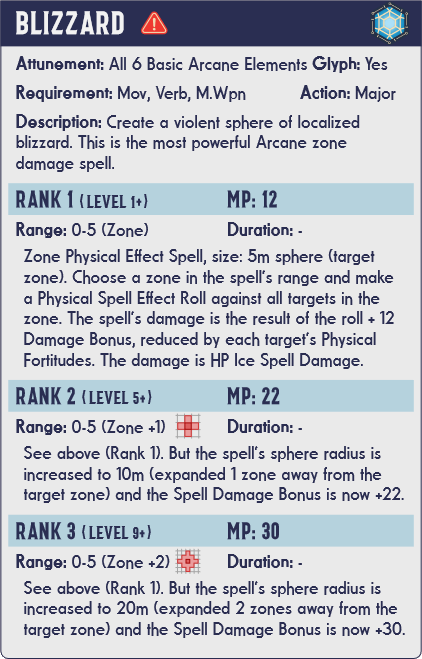 BLIZZARD
Attunement: All 6 Basic Arcane Elements Glyph: Yes
Requirement: Mov, Verb, M.Wpn Action: Major
Description: Create a violent sphere of localized
blizzard. This is the most powerful Arcane zone
damage spell.
RANK 1 (LEVEL 1+) MP: 12
Range: 0-5 (Zone) Duration: -
Zone Physical Effect Spell, size: 5m sphere (target
zone). Choose a zone in the spell's range and make
a Physical Spell Effect Roll against all targets in the
zone. The spell's damage is the result of the roll + 12
Damage Bonus, reduced by each target's Physical
Fortitudes. The damage is HP Ice Spell Damage.
RANK 2 (LEVEL 5+) MP: 22
Range: 0-5 (Zone +1) Duration: -
See above (Rank 1). But the spell's sphere radius is
increased to 10m (expanded 1 zone away from the
target zone) and the Spell Damage Bonus is now +22.
RANK 3 (LEVEL 9+) MP: 30
Range: 0-5 (Zone +2) Duration: -
See above (Rank 1). But the spell's sphere radius is
increased to 20m (expanded 2 zones away from the
target zone) and the Spell Damage Bonus is now +30.